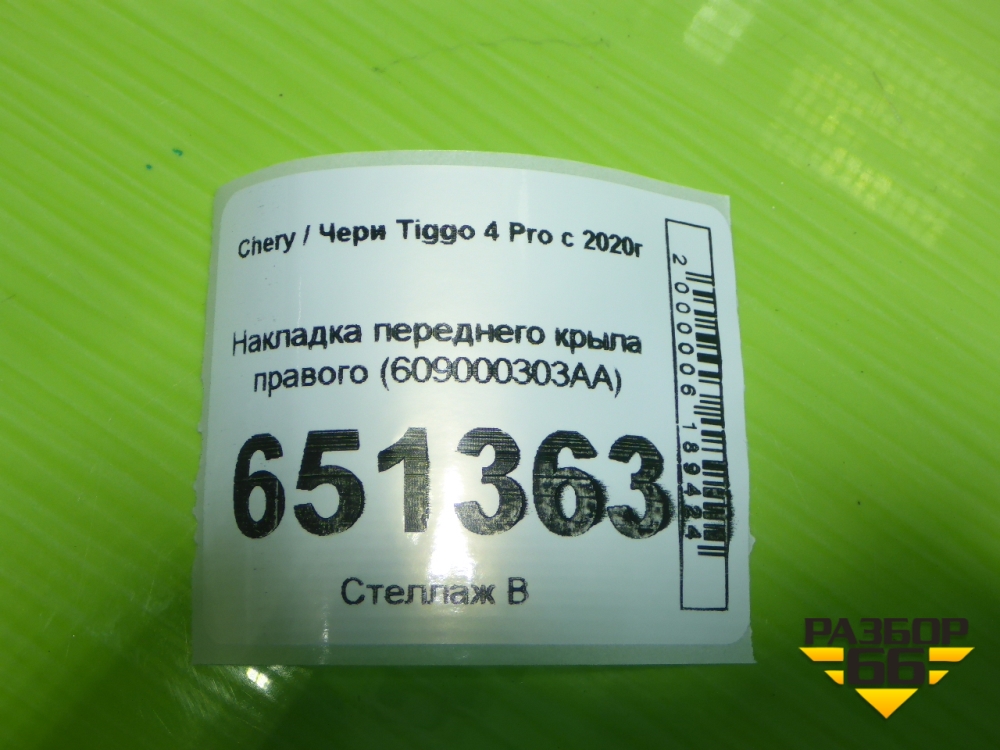 Chery / Чери Tiggo 4 Pro с 2020г
Накладка переднего крыла
правого (609000303AA)
651363
Стеллаж В
2000006189424
РАЗБОР
66